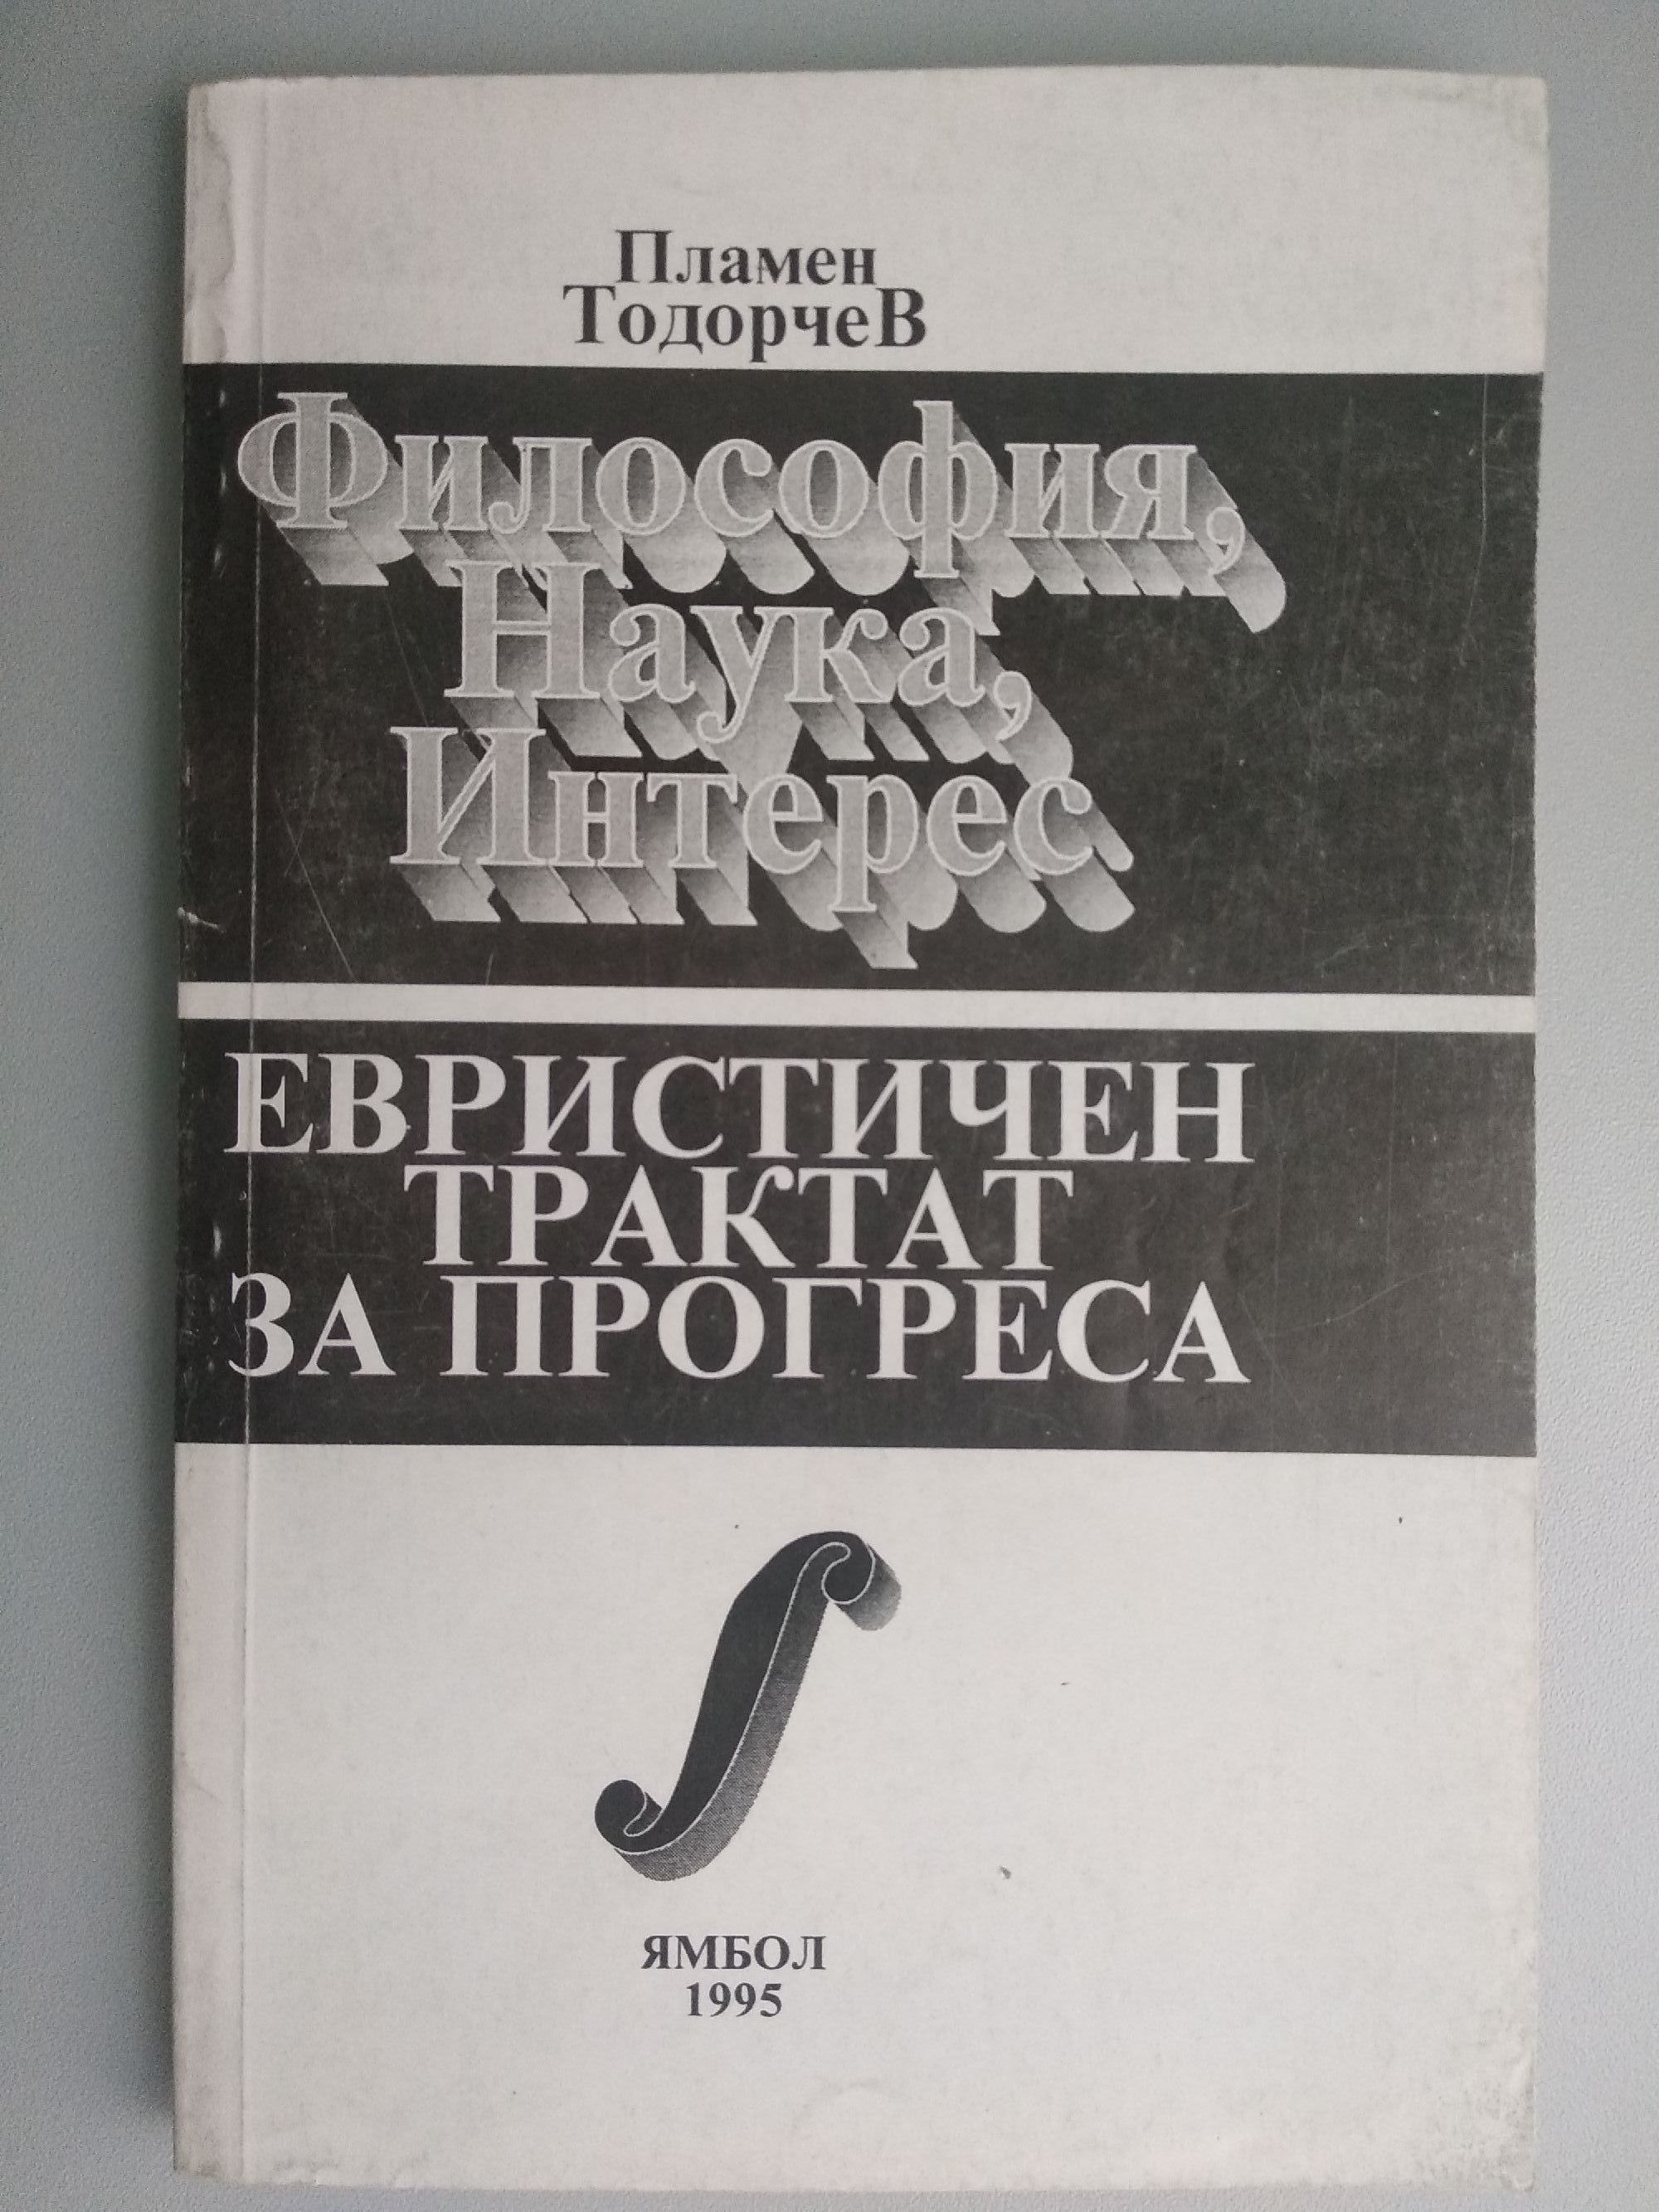 Пламен
ТодорчеВ
Философия,
Наука,
Интерес
ЕВРИСТИЧЕН
ТРАКТАТ
ЗА ПРОГРЕСА
ЯМБОЛ
1995